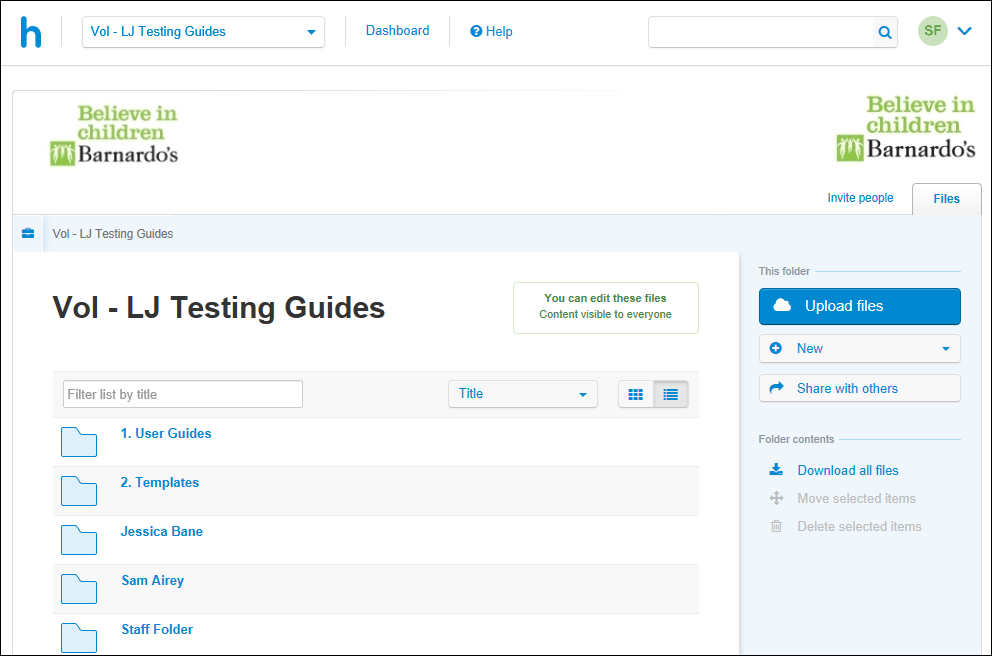 h
Vol - LJ Testing Guides
Dashboard
Help
SF
Believe in
children
Barnardo's
Believe in
children
Barnardo's
Invite people
Files
Vol - LJ Testing Guides
Vol - LJ Testing Guides
You can edit these files
Content visible to everyone
Filter list by title
Title
1. User Guides
2. Templates
Jessica Bane
Sam Airey
Staff Folder
This folder
Upload files
New
Share with others
Folder contents
Download all files
Move selected items
Delete selected items